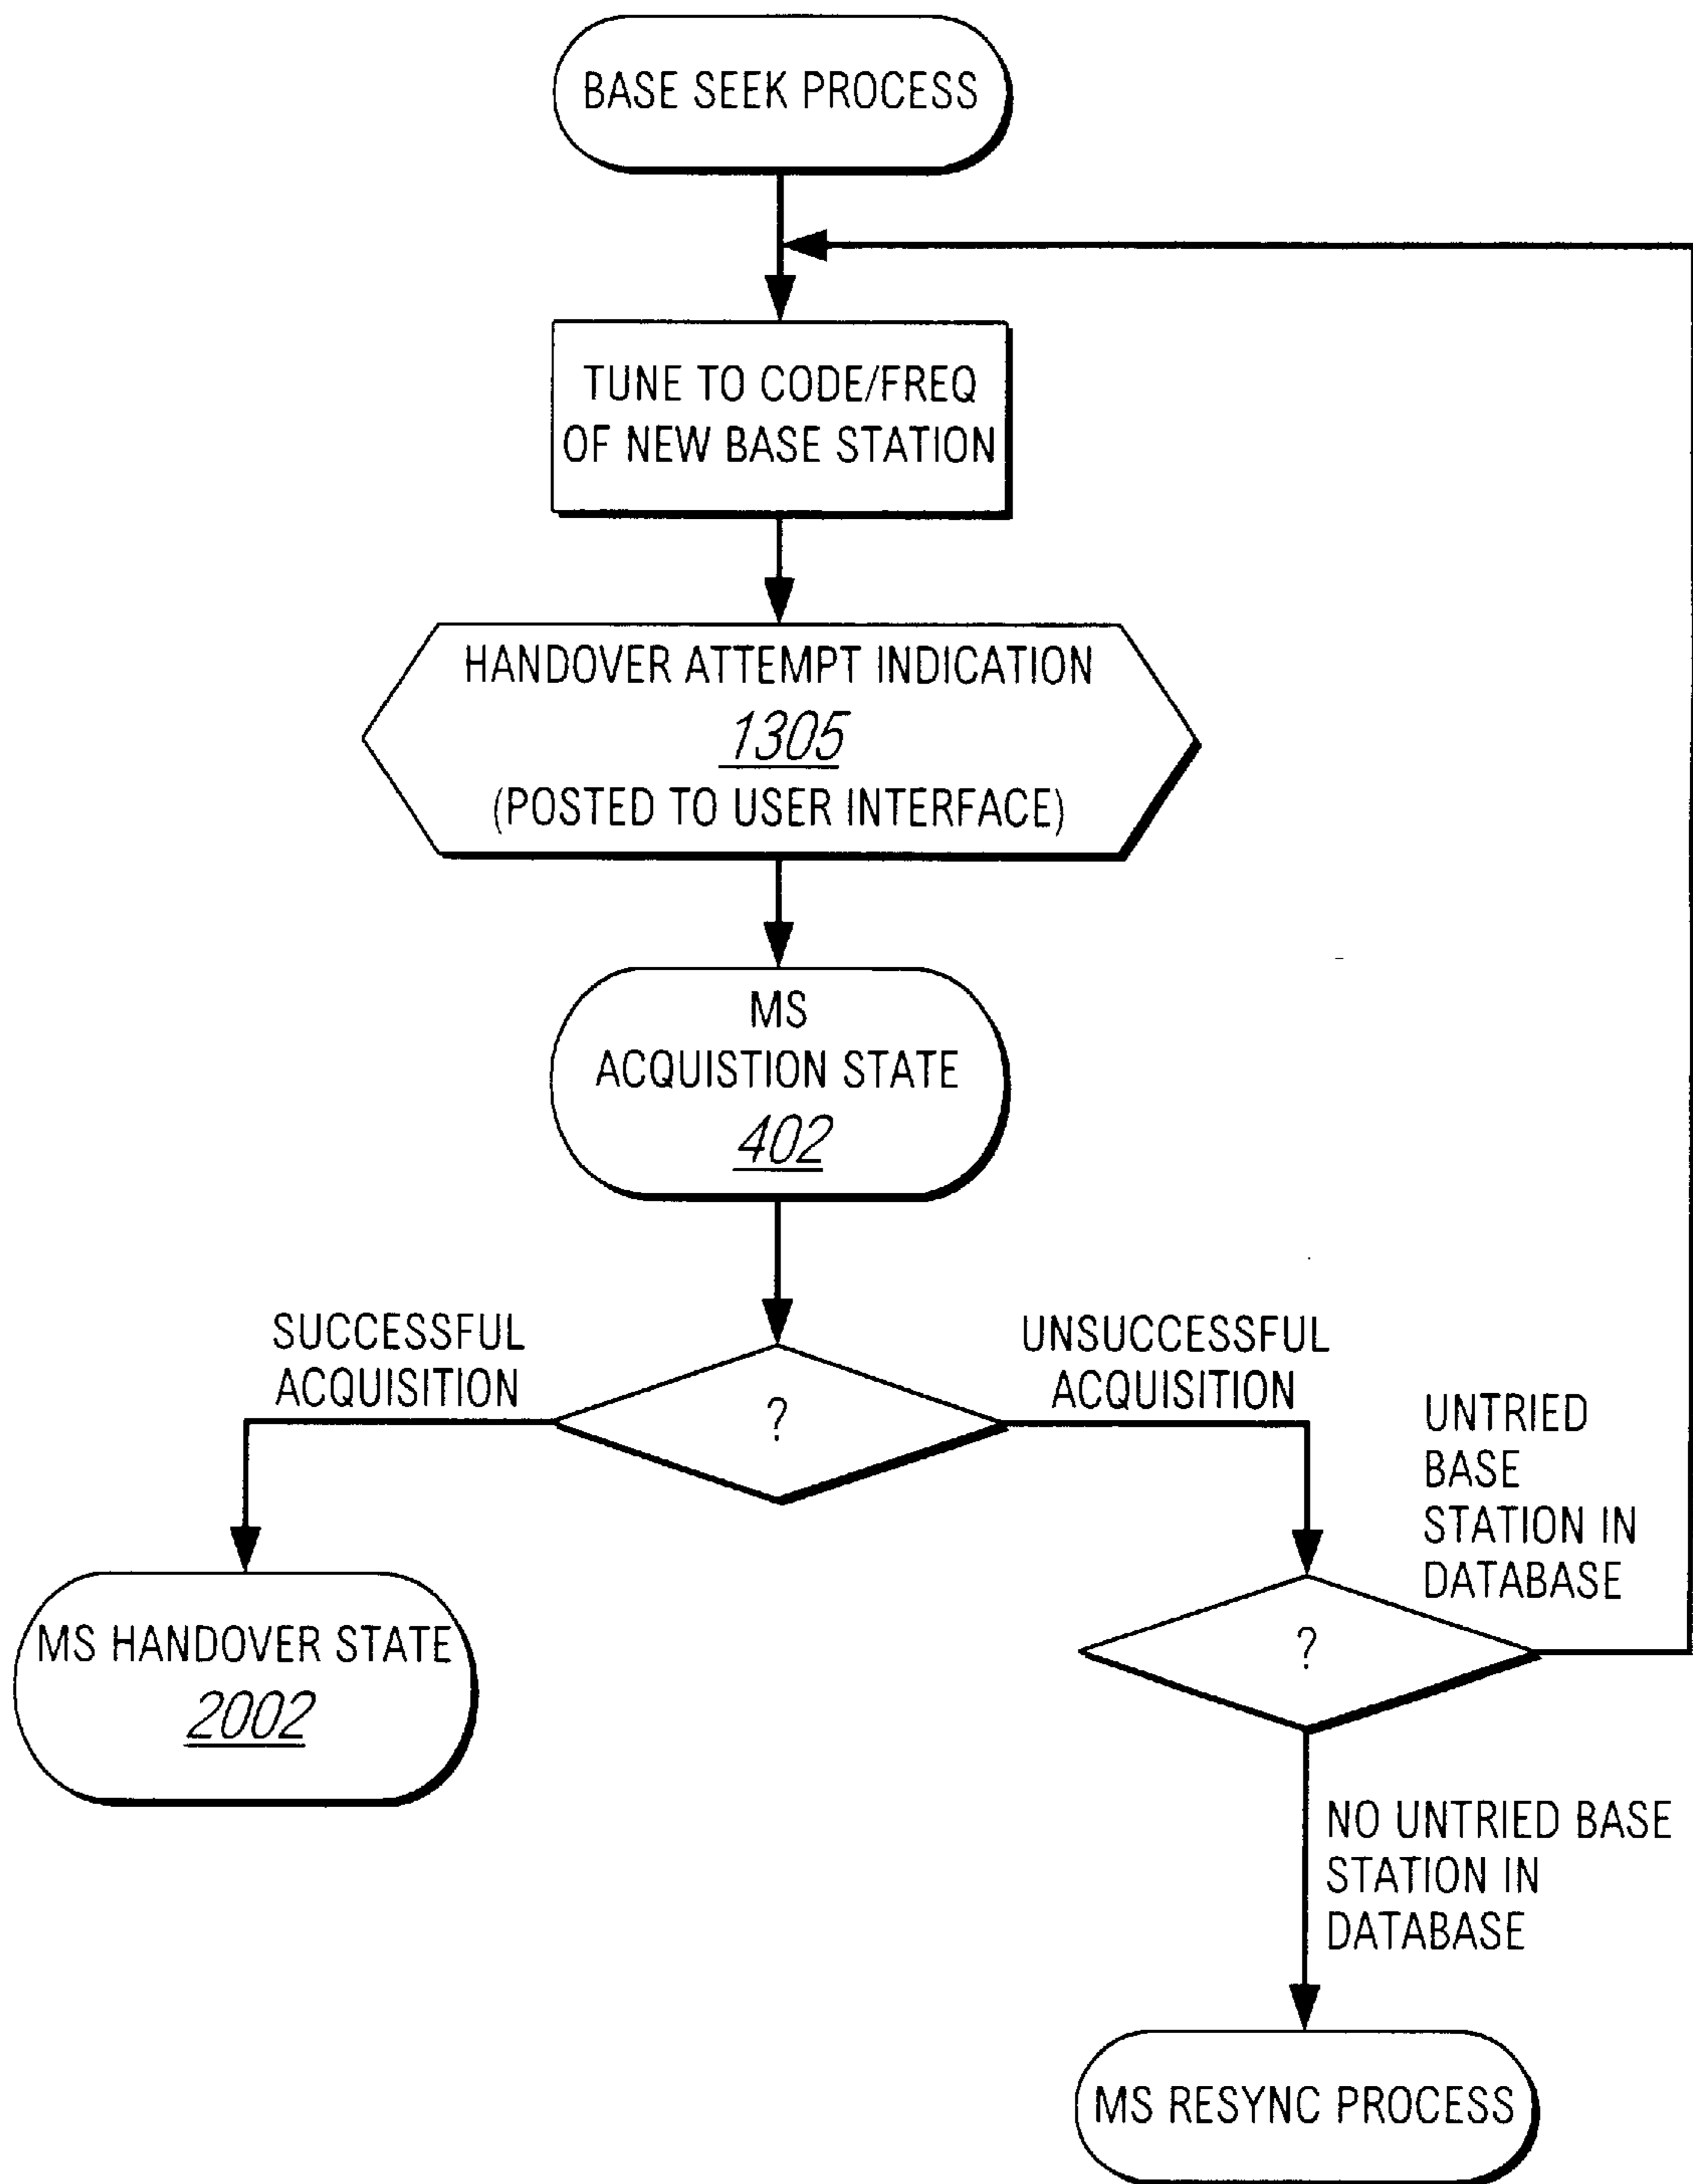 BASE SEEK PROCESS
TUNE TO CODE/FREQ
OF NEW BASE STATION
HANDOVER ATTEMPT INDICATION
1305
(POSTED TO USER INTERFACE)
MS
ACQUISTION STATE
402
SUCCESSFUL
ACQUISITION
?
UNSUCCESSFUL
ACQUISITION
UNTRIED
BASE
STATION IN
DATABASE
MS HANDOVER STATE
2002
?
NO UNTRIED BASE
STATION IN
DATABASE
MS RESYNC PROCESS